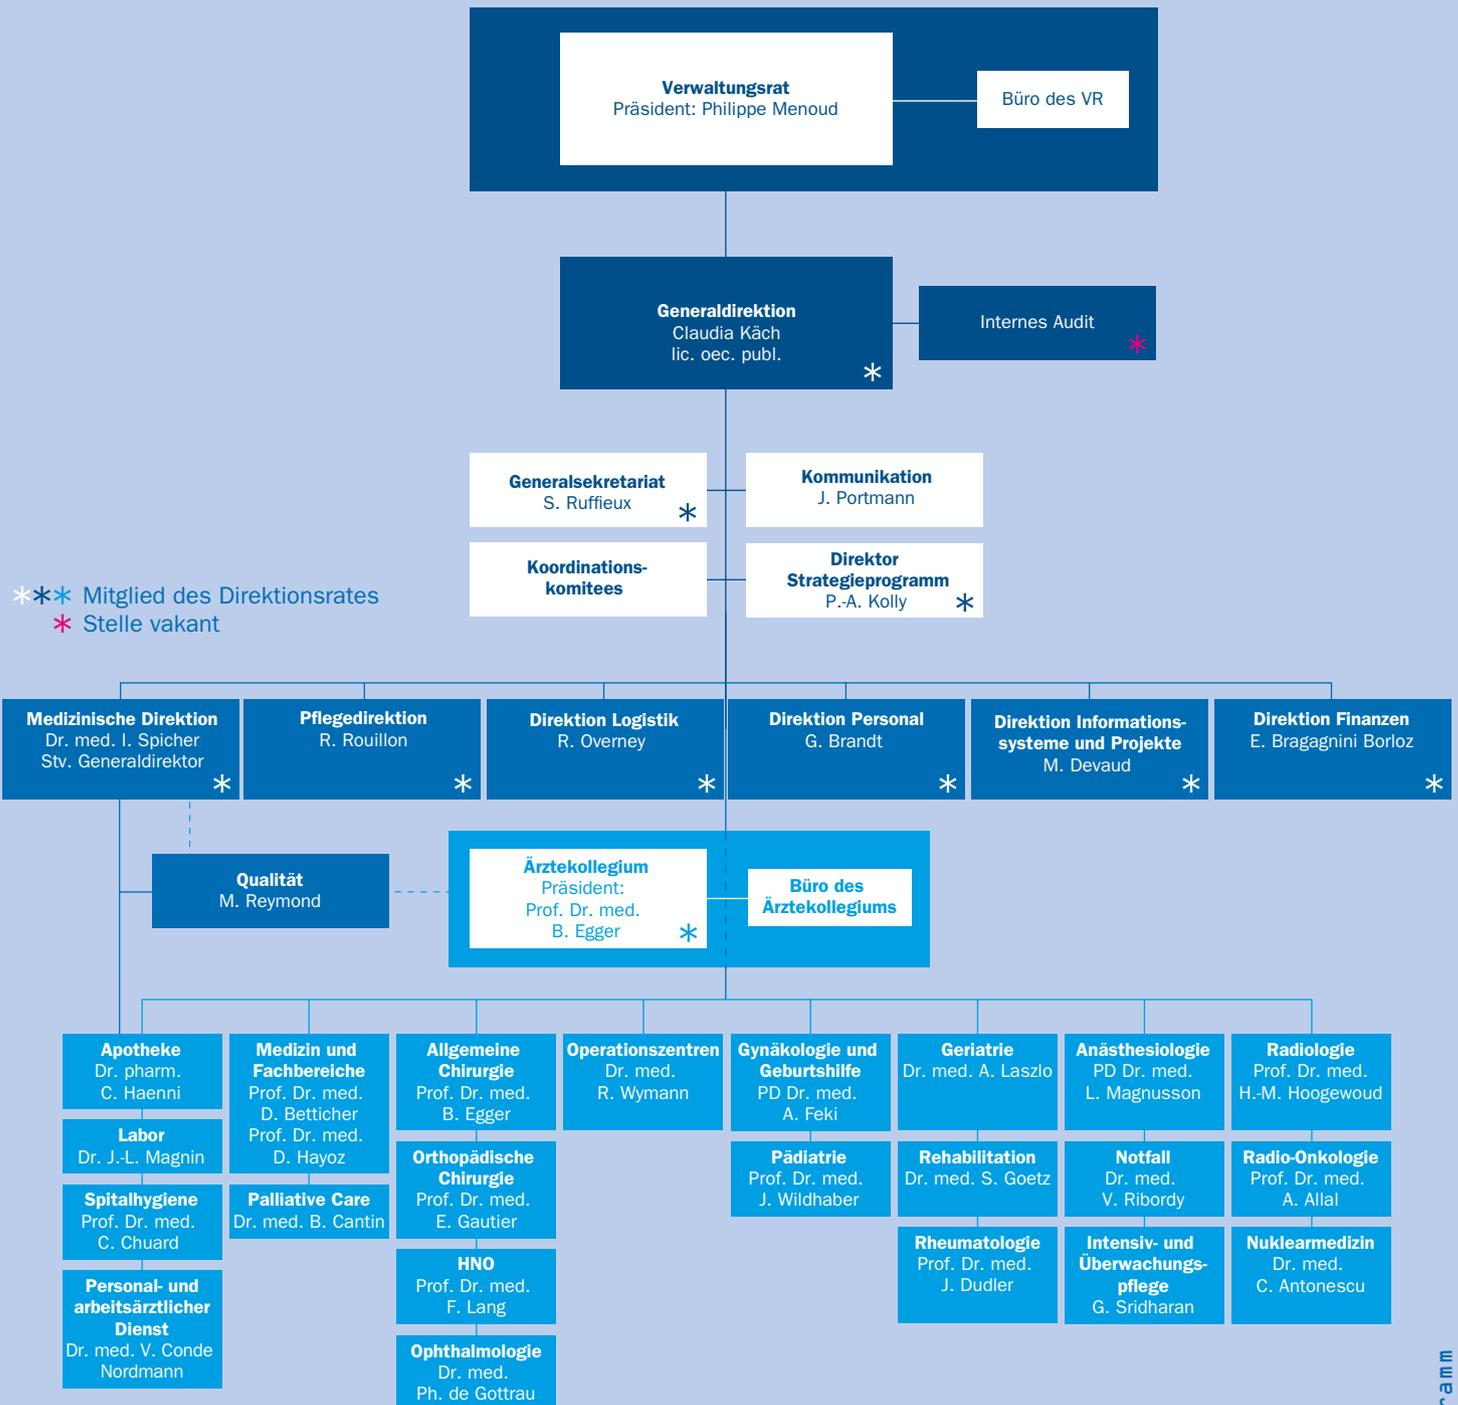 Verwaltungsrat
Präsident: Philippe Menoud
Büro des VR
Generaldirektion
Claudia Käch
lic. oec. publ.
*
Internes Audit
*
Generalsekretariat
S. Ruffieux
*
Kommunikation
J. Portmann
Koordinations-
komitees
Direktor
Strategieprogramm
P.-A. Kolly
*
*** Mitglied des Direktionsrates
* Stelle vakant
Medizinische Direktion
Dr. med. I. Spicher
Stv. Generaldirektor
*
Pflegedirektion
R. Rouillon
*
Direktion Logistik
R. Overney
*
Direktion Personal
G. Brandt
*
Direktion Informations-
systeme und Projekte
M. Devaud
*
Direktion Finanzen
E. Bragagnini Borloz
*
Qualität
M. Reymond
Ärztekollegium
Präsident:
Prof. Dr. med.
B. Egger
*
Büro des
Ärztekollegiums
Apotheke
Dr. pharm.
C. Haenni
Labor
Dr. J.-L. Magnin
Spitalhygiene
Prof. Dr. med.
C. Chuard
Personal- und
arbeitsärztlicher
Dienst
Dr. med. V. Conde
Nordmann
Medizin und
Fachbereiche
Prof. Dr. med.
D. Betticher
Prof. Dr. med.
D. Hayoz
Palliative Care
Dr. med. B. Cantin
Allgemeine
Chirurgie
Prof. Dr. med.
B. Egger
Orthopädische
Chirurgie
Prof. Dr. med.
E. Gautier
HNO
Prof. Dr. med.
F. Lang
Ophthalmologie
Dr. med.
Ph. de Gottrau
Operationszentren
Dr. med.
R. Wymann
Gynäkologie und
Geburtshilfe
PD Dr. med.
A. Feki
Pädiatrie
Prof. Dr. med.
J. Wildhaber
Geriatrie
Dr. med. A. Laszlo
Rehabilitation
Dr. med. S. Goetz
Rheumatologie
Prof. Dr. med.
J. Dudler
Anästhesiologie
PD Dr. med.
L. Magnusson
Notfall
Dr. med.
V. Ribordy
Intensiv- und
Überwachungs-
pflege
G. Sridharan
Radiologie
Prof. Dr. med.
H.-M. Hoogewoud
Radio-Onkologie
Prof. Dr. med.
A. Allal
Nuklearmedizin
Dr. med.
C. Antonescu
ramm